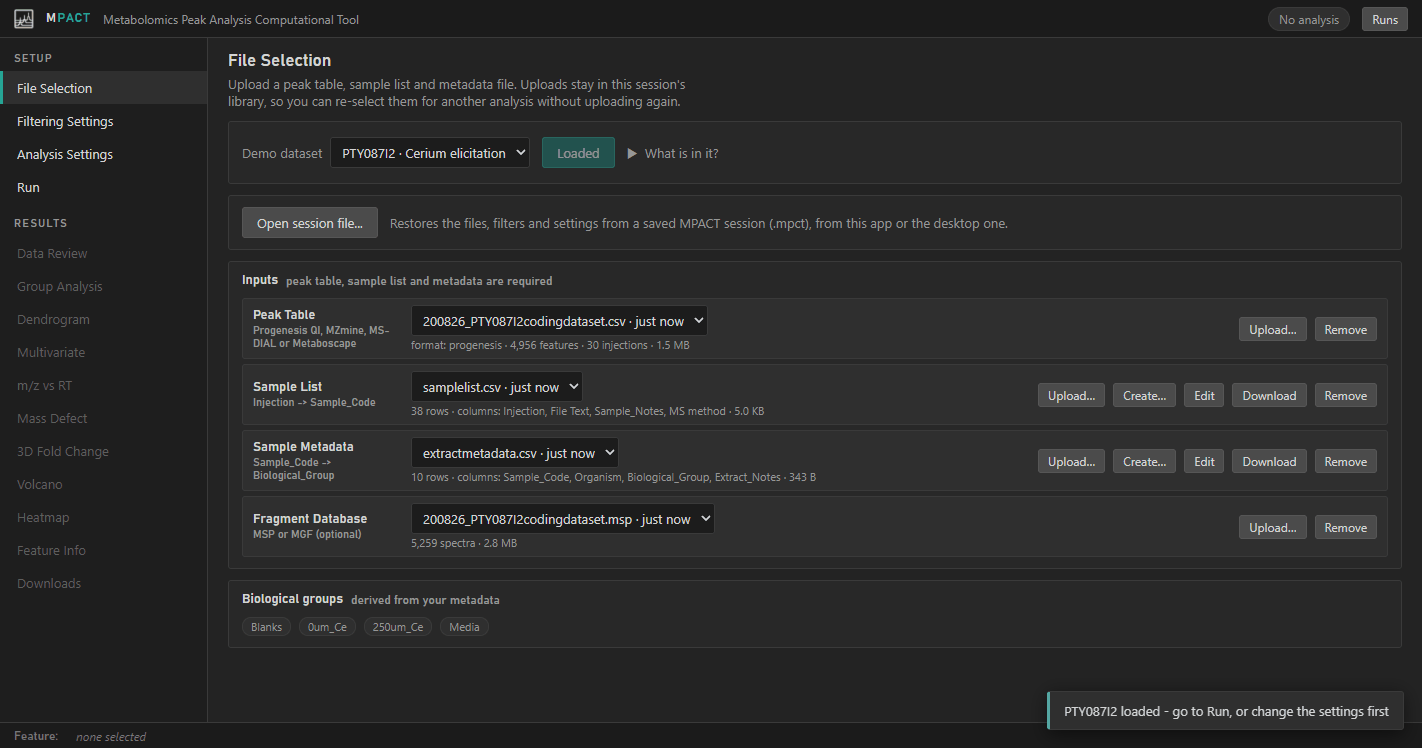 MPACT Metabolomics Peak Analysis Computational Tool
No analysis
Runs
SETUP
File Selection
Filtering Settings
Analysis Settings
Run
RESULTS
Data Review
Group Analysis
Dendrogram
Multivariate
m/z vs RT
Mass Defect
3D Fold Change
Volcano
Heatmap
Feature Info
Downloads
File Selection
Upload a peak table, sample list and metadata file. Uploads stay in this session's
library, so you can re-select them for another analysis without uploading again.
Demo dataset PTY087I2 · Cerium elicitation Loaded ▶ What is in it?
Open session file... Restores the files, filters and settings from a saved MPACT session (.mpct), from this app or the desktop one.
Inputs peak table, sample list and metadata are required
Peak Table
Progenesis QI, MZmine, MS-
DIAL or Metaboscape
200826_PTY087I2codingdataset.csv · just now
format: progenesis · 4,956 features · 30 injections · 1.5 MB
Upload... Remove
Sample List
Injection -> Sample_Code
samplelist.csv · just now
38 rows · columns: Injection, File Text, Sample_Notes, MS method · 5.0 KB
Upload... Create... Edit Download Remove
Sample Metadata
Sample_Code ->
Biological_Group
extractmetadata.csv · just now
10 rows · columns: Sample_Code, Organism, Biological_Group, Extract_Notes · 343 B
Upload... Create... Edit Download Remove
Fragment Database
MSP or MGF (optional)
200826_PTY087I2codingdataset.msp · just now
5,259 spectra · 2.8 MB
Upload... Remove
Biological groups derived from your metadata
Blanks 0um_Ce 250um_Ce Media
PTY087I2 loaded - go to Run, or change the settings first
Feature: none selected